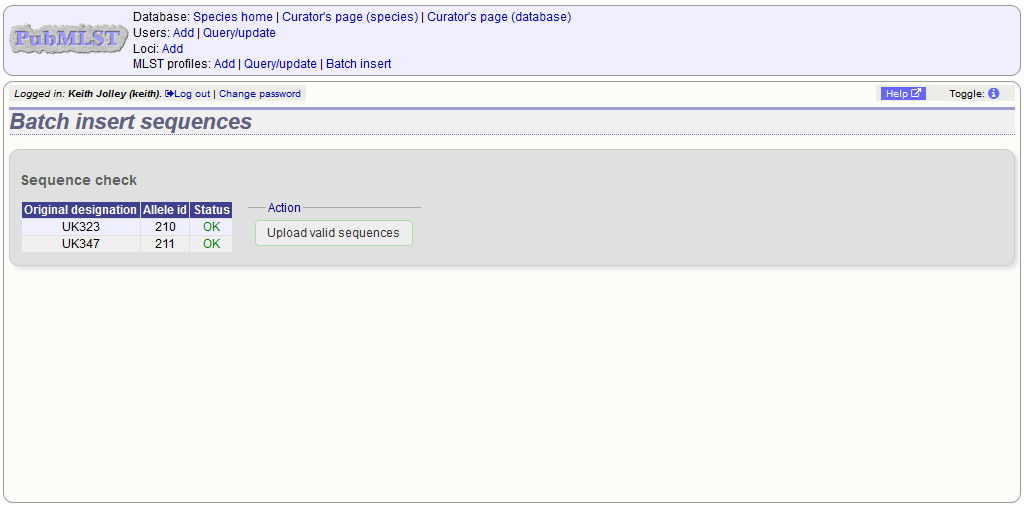 PubMLST
Database: Species home | Curator's page (species) | Curator's page (database)
Users: Add | Query/update
Loci: Add
MLST profiles: Add | Query/update | Batch insert
Logged in: Keith Jolley (keith). Log out | Change password
Help
Toggle:
Batch insert sequences
Sequence check
Original designation Allele id Status
UK323 210 OK
UK347 211 OK
Action
Upload valid sequences